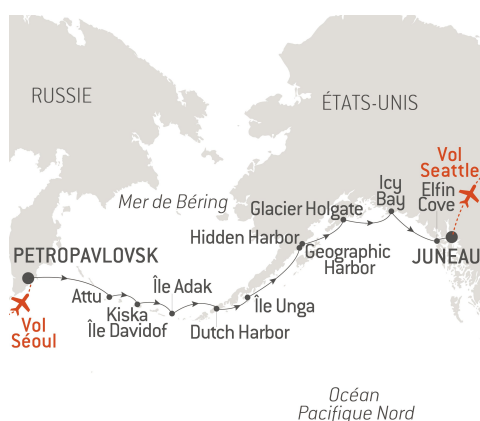 RUSSIE
ÉTATS-UNIS
Vol
Seattle
Icy
Bay
Elfin
Cove
Mer de Béring
Glacier Holgate
Hidden Harbor
Geographic
Harbor
JUNEAU
PETROPAVLOVSK
Île Adak
Attu
Kiska
Île Davidof
Île Unga
Dutch Harbor
Vol
Séoul
Océan
Pacifique Nord